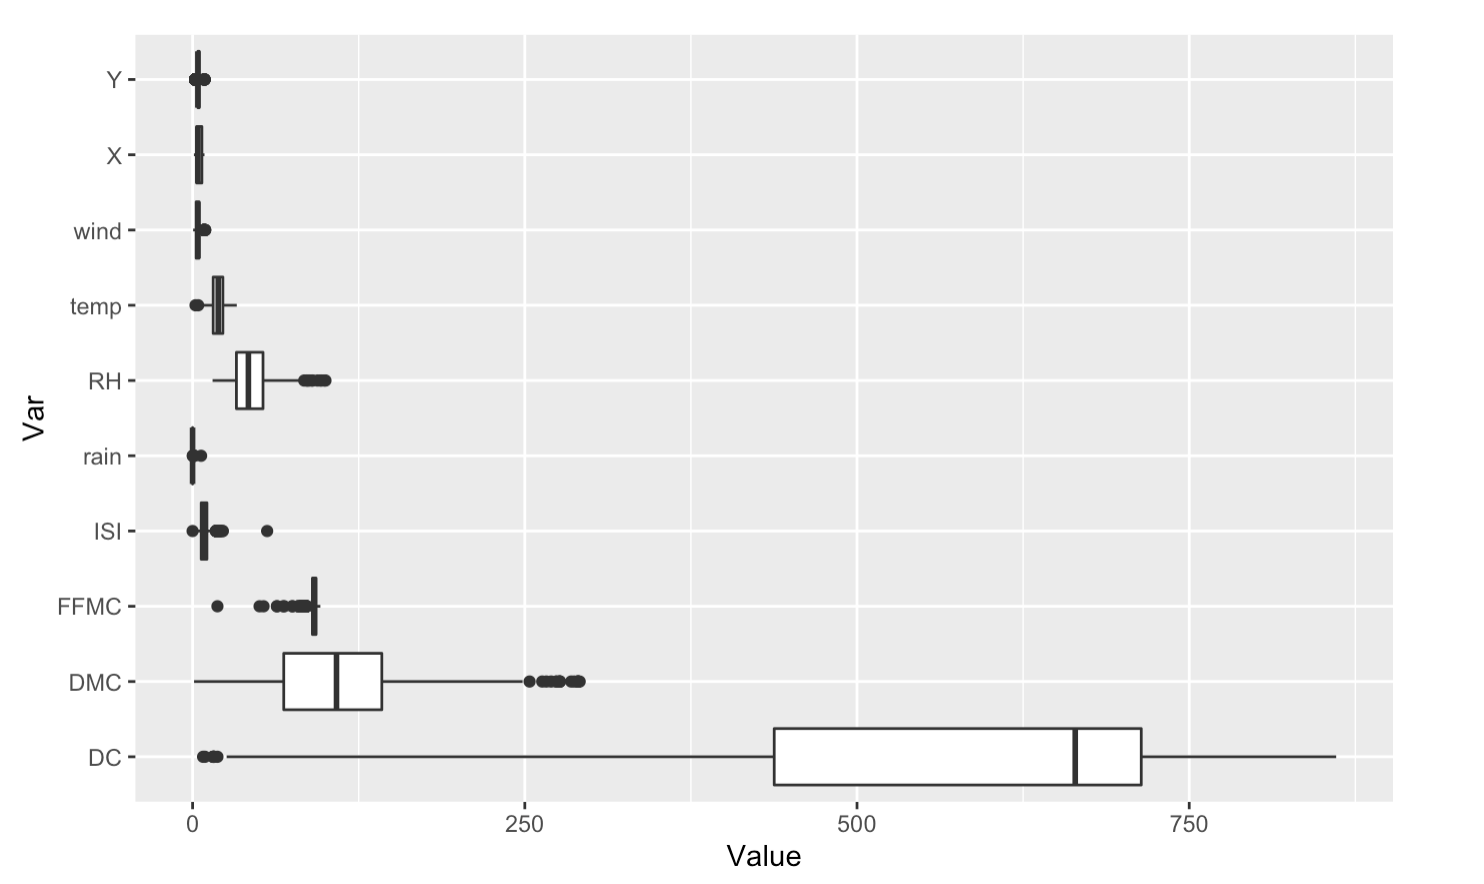 Y
X
wind
temp
RH
rain
ISI
FFMC
DMC
DC
Var
0 250 500 750
Value